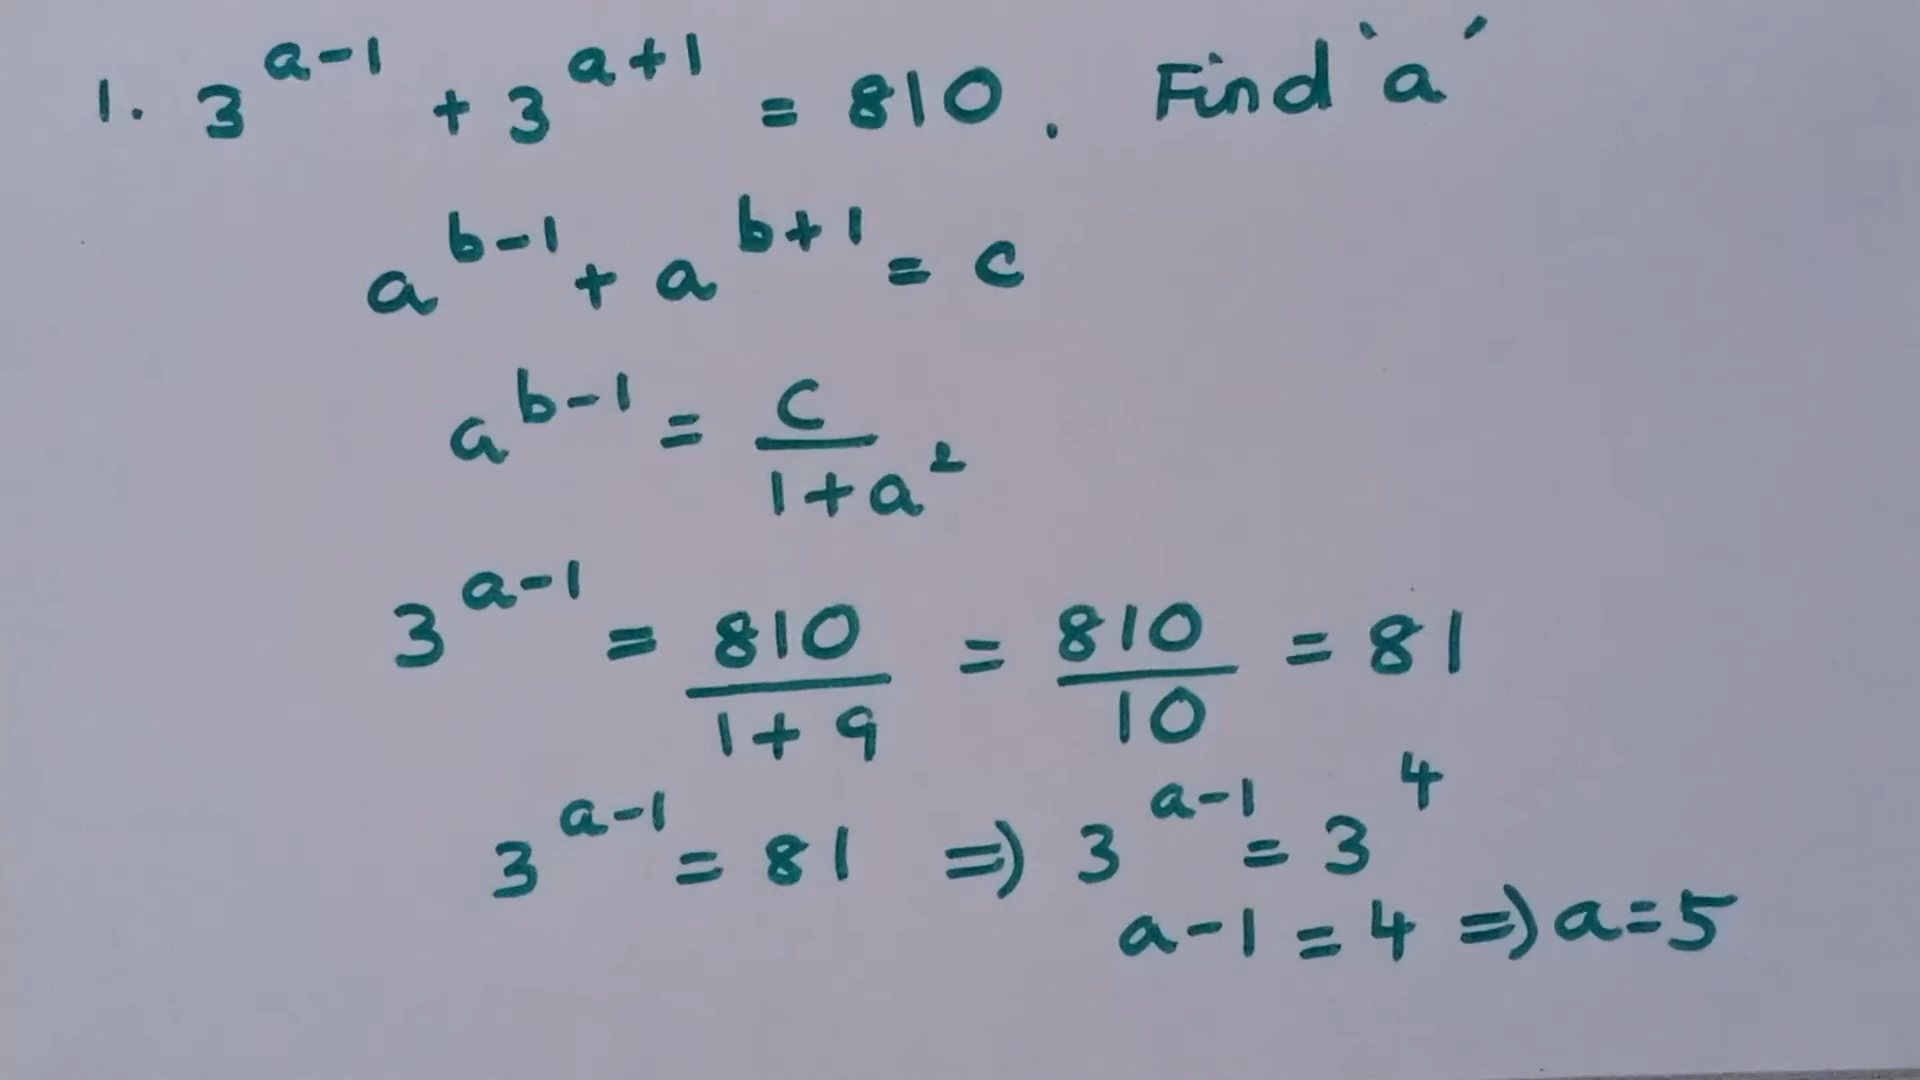 1. 3^(a-1) + 3^(a+1) = 810. Find 'a'
a^(b-1) + a^(b+1) = c
a^(b-1) = c/(1+a²)
3^(a-1) = 810/(1+9) = 810/10 = 81
3^(a-1) = 81 ⇒ 3^(a-1) = 3^4
a-1 = 4 ⇒ a=5